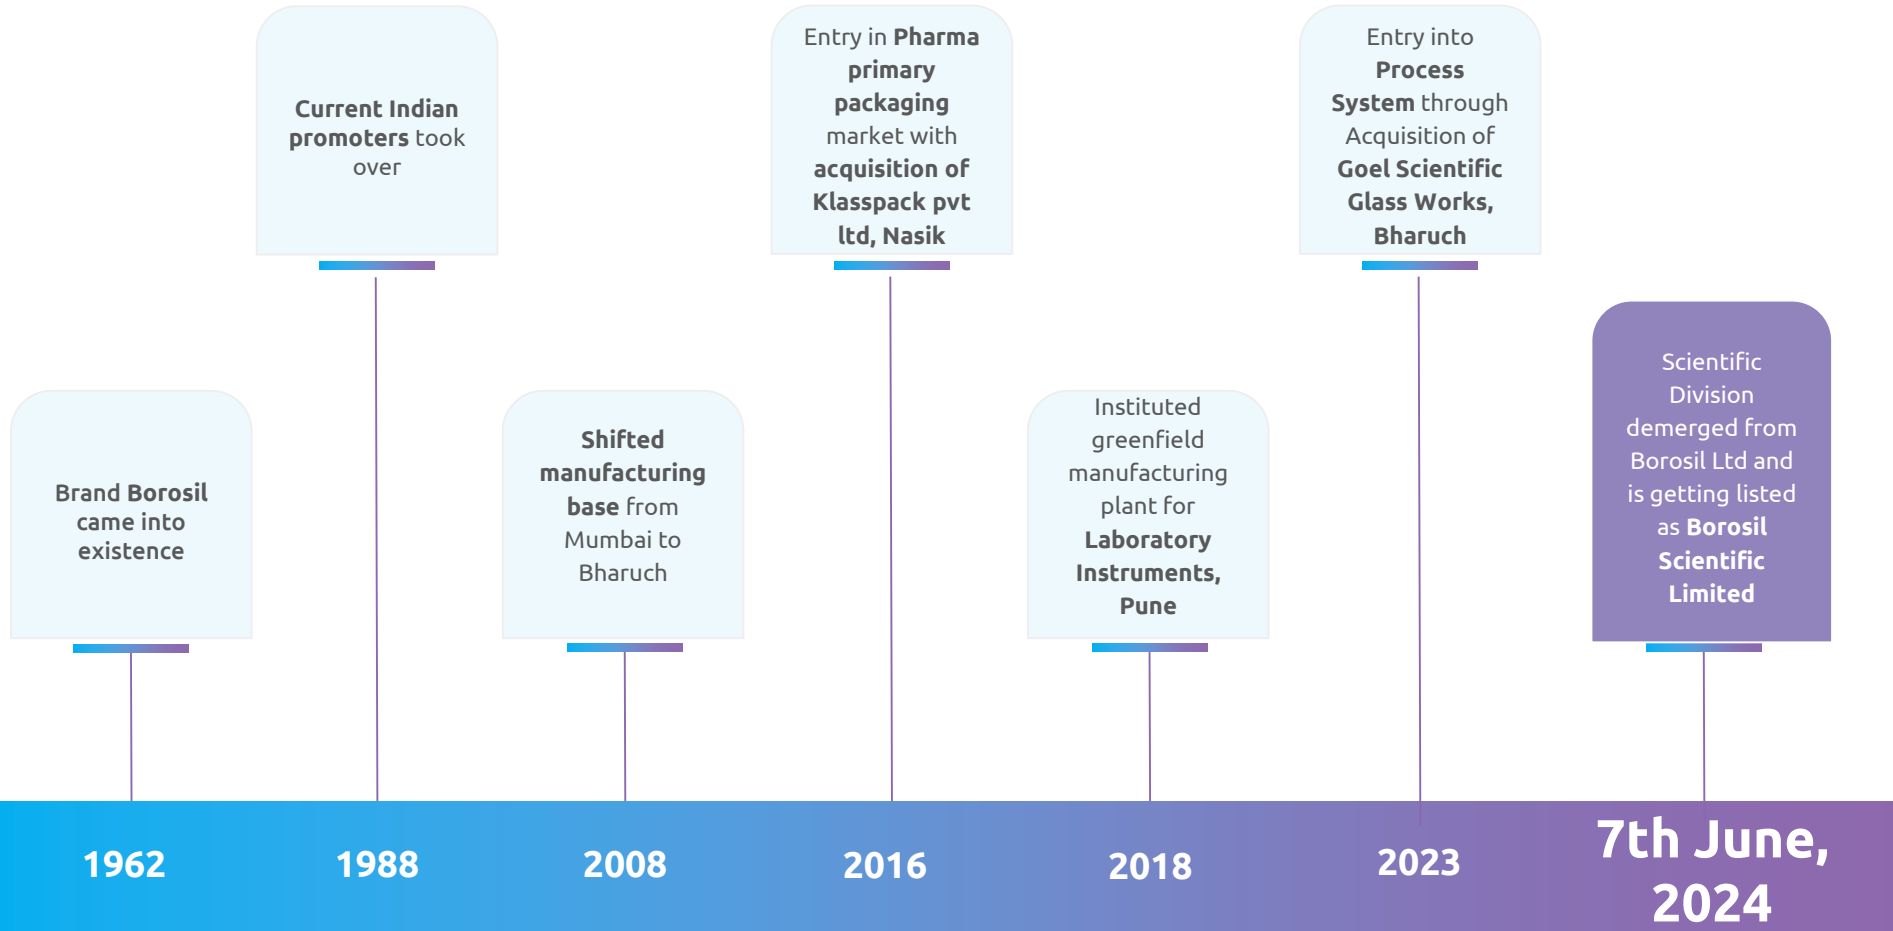 Brand Borosil
came into
existence
Current Indian
promoters took
over
Shifted
manufacturing
base from
Mumbai to
Bharuch
Entry in Pharma
primary
packaging
market with
acquisition of
Klasspack pvt
ltd, Nasik
Instituted
greenfield
manufacturing
plant for
Laboratory
Instruments,
Pune
Entry into
Process
System through
Acquisition of
Goel Scientific
Glass Works,
Bharuch
Scientific
Division
demerged from
Borosil Ltd and
is getting listed
as Borosil
Scientific
Limited
1962
1988
2008
2016
2018
2023
7th June,
2024